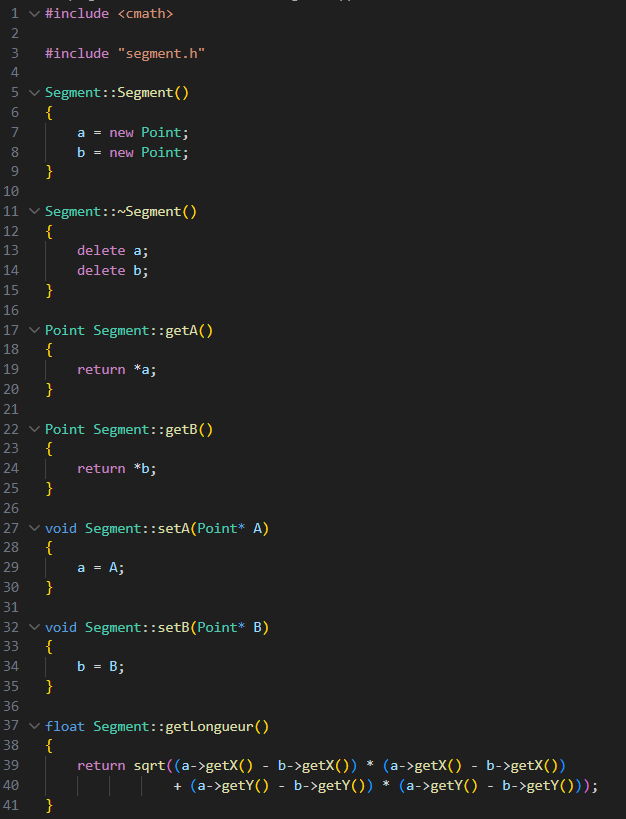 1 #include <cmath>
2
3 #include "segment.h"
4
5 Segment::Segment()
6 {
7     a = new Point;
8     b = new Point;
9 }
10
11 Segment::~Segment()
12 {
13     delete a;
14     delete b;
15 }
16
17 Point Segment::getA()
18 {
19     return *a;
20 }
21
22 Point Segment::getB()
23 {
24     return *b;
25 }
26
27 void Segment::setA(Point* A)
28 {
29     a = A;
30 }
31
32 void Segment::setB(Point* B)
33 {
34     b = B;
35 }
36
37 float Segment::getLongueur()
38 {
39     return sqrt((a->getX() - b->getX()) * (a->getX() - b->getX())
40                 + (a->getY() - b->getY()) * (a->getY() - b->getY()));
41 }